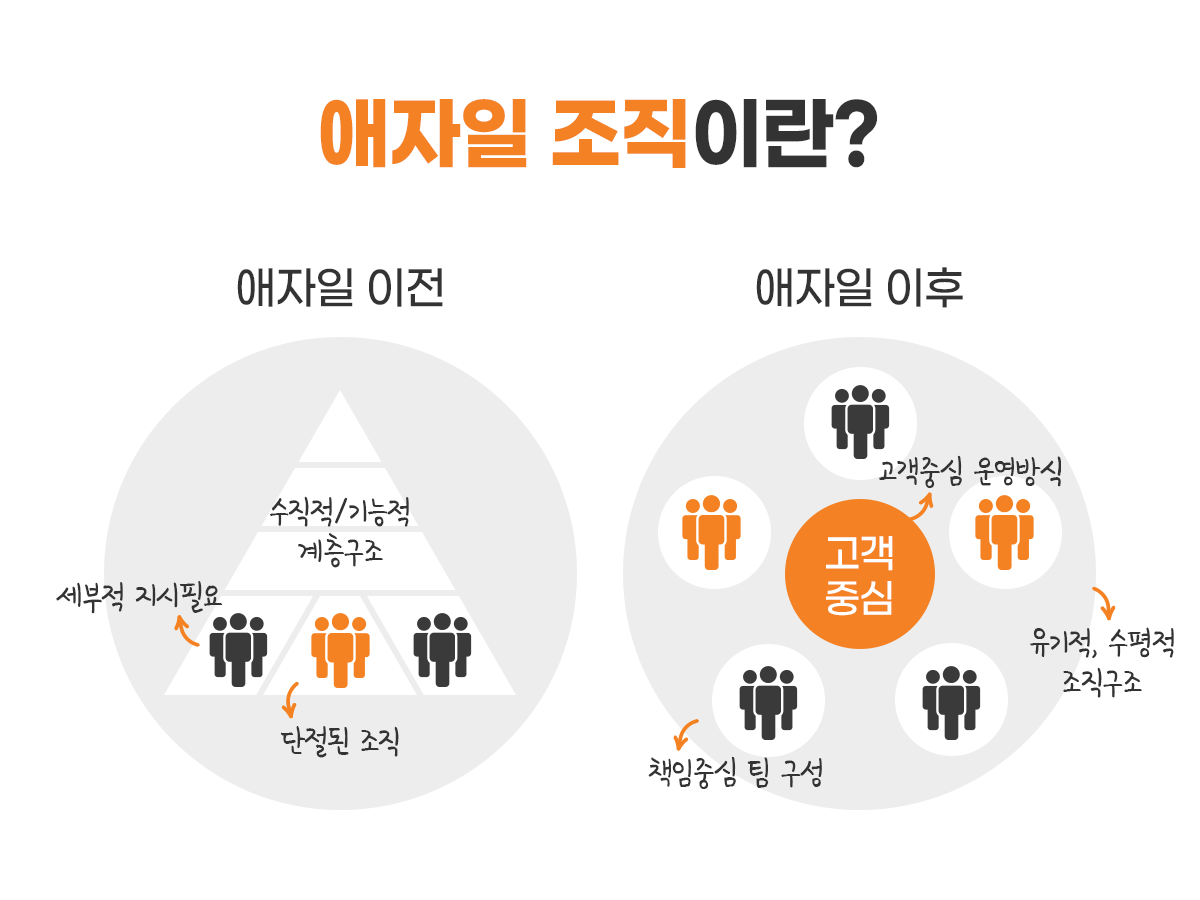 애자일 조직이란?
애자일 이전
수직적/기능적
계층구조
세부적 지시필요
단절된 조직
애자일 이후
고객중심 운영방식
고객
중심
유기적, 수평적
조직구조
책임중심 팀 구성